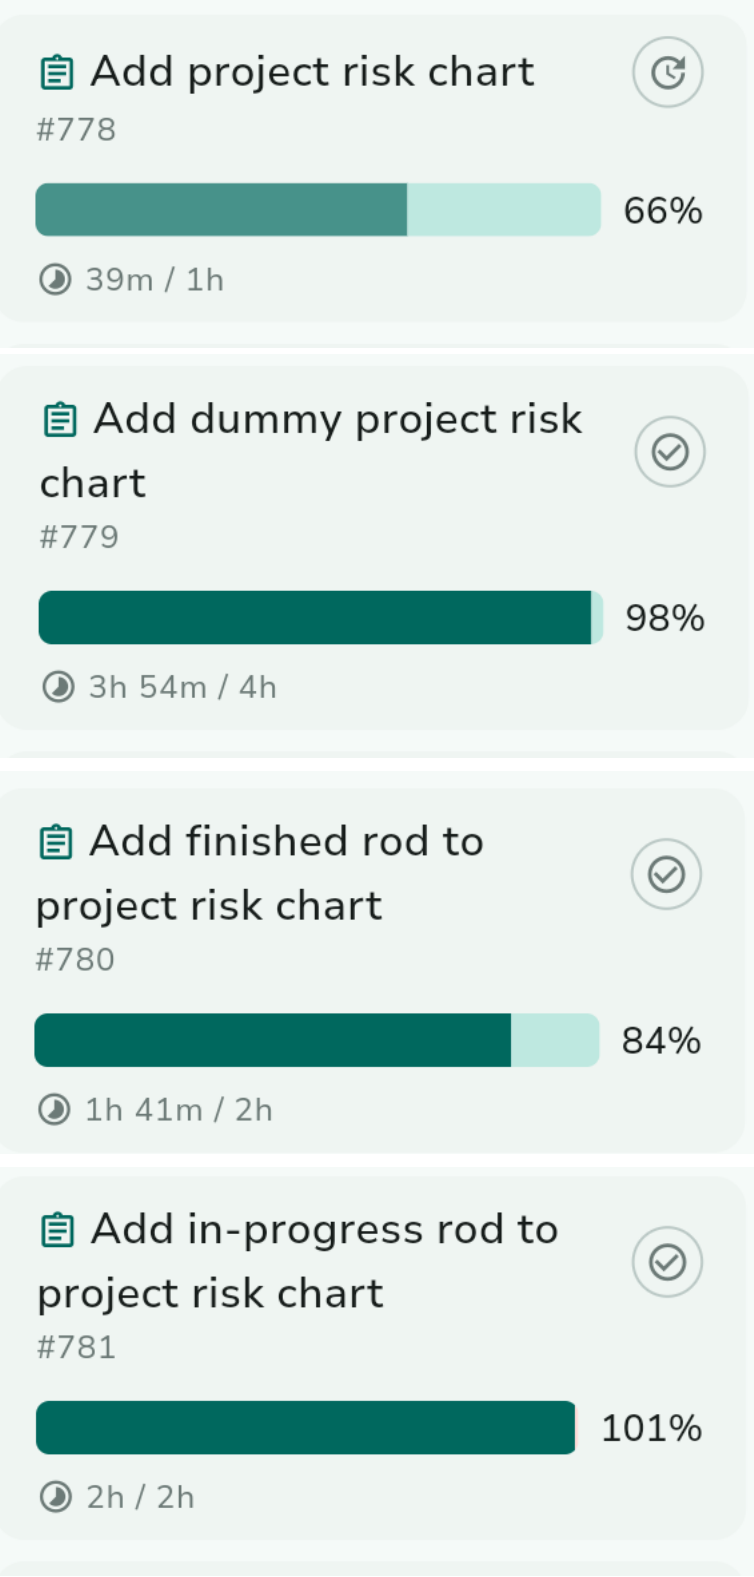 Add project risk chart
#778
66%
39m / 1h
Add dummy project risk
chart
#779
98%
3h 54m / 4h
Add finished rod to
project risk chart
#780
84%
1h 41m / 2h
Add in-progress rod to
project risk chart
#781
101%
2h / 2h